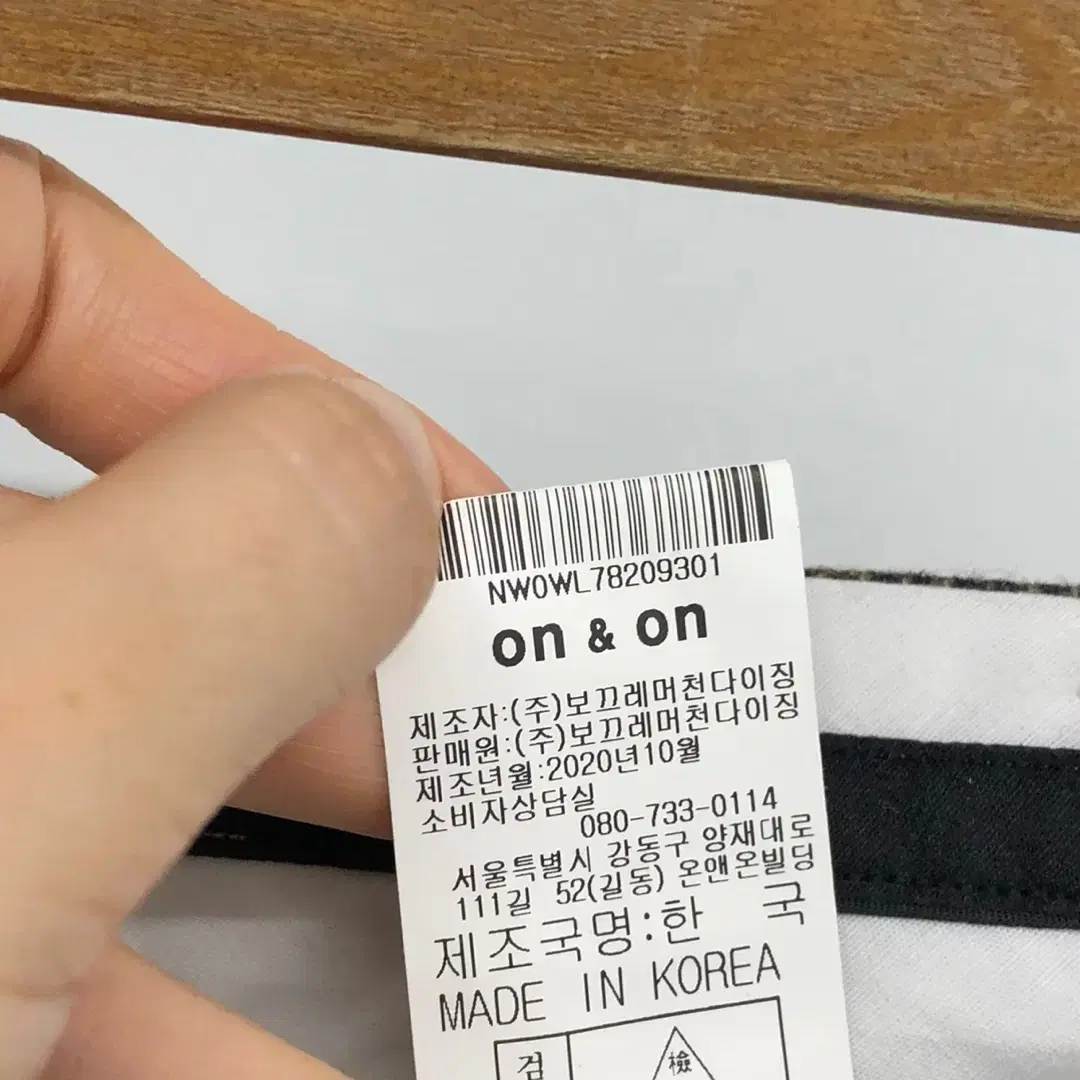 NW0WL78209301
on & on
제조자:(주)보끄레머천다이징
판매원:(주)보끄레머천다이징
제조년월:2020년10월
소비자상담실
080-733-0114
서울특별시 강동구 양재대로
111길 52(길동) 온앤온빌딩
제조국명:한 국
MADE IN KOREA
검 檢